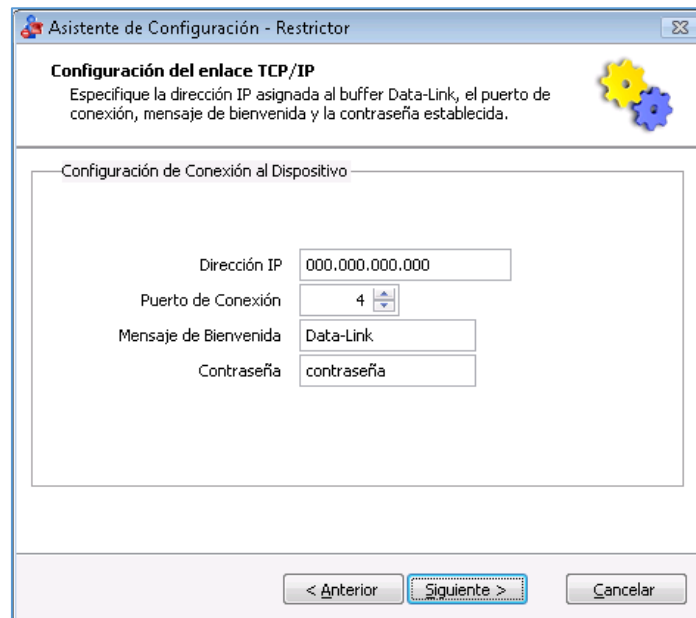 Asistente de Configuración - Restrictor
Configuración del enlace TCP/IP
Especifique la dirección IP asignada al buffer Data-Link, el puerto de
conexión, mensaje de bienvenida y la contraseña establecida.
Configuración de Conexión al Dispositivo
Dirección IP 000.000.000.000
Puerto de Conexión 4
Mensaje de Bienvenida Data-Link
Contraseña contraseña
< Anterior Siguiente > Cancelar